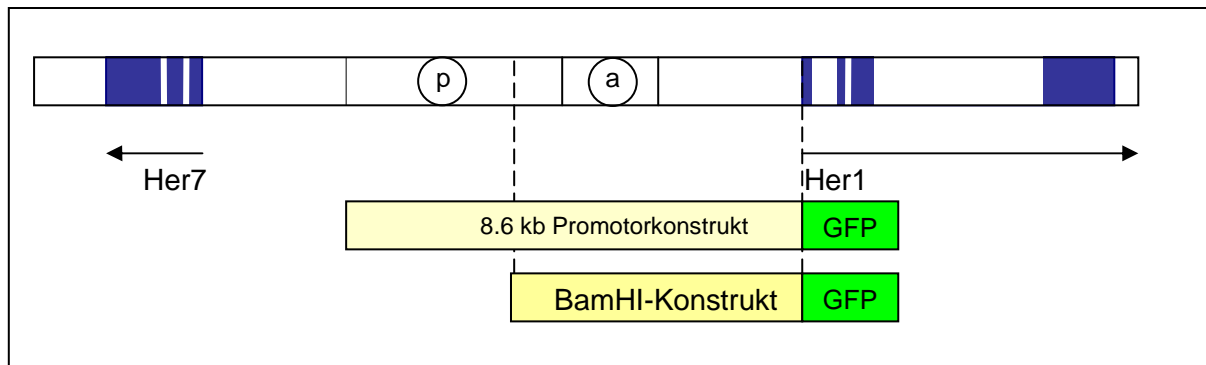 p
a
Her7
Her1
8.6 kb Promotorkonstrukt
GFP
BamHI-Konstrukt
GFP